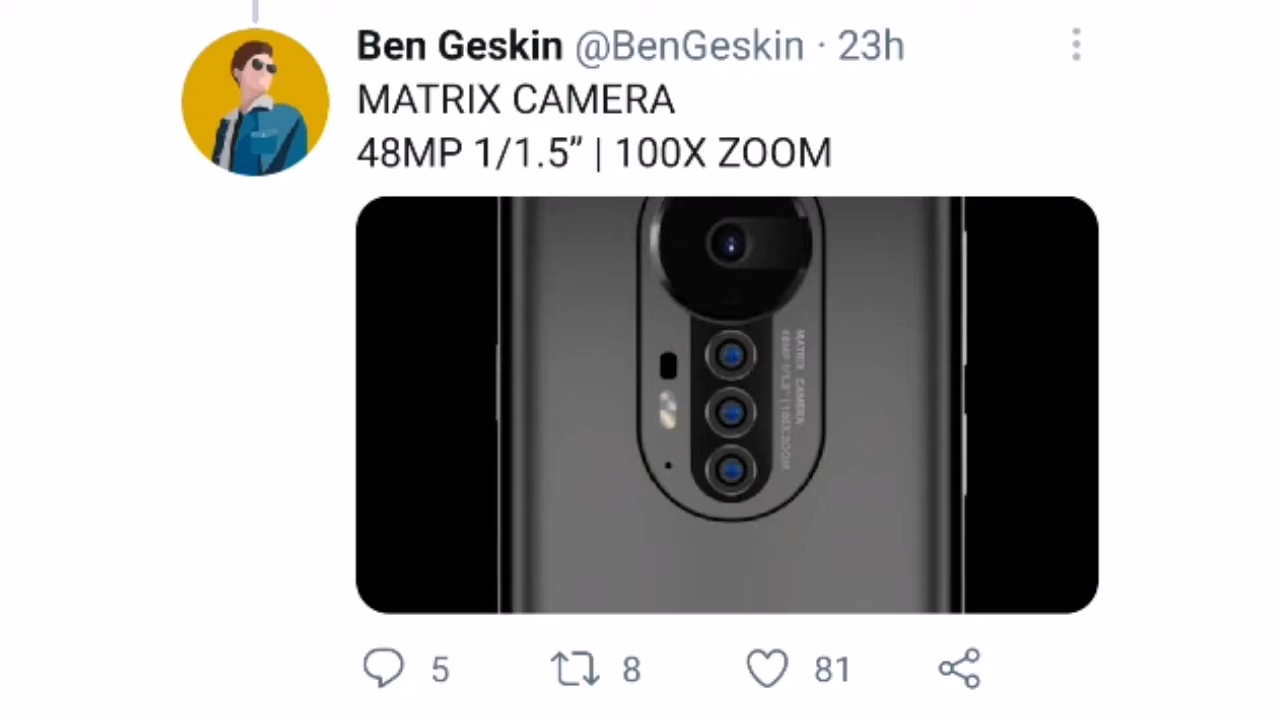 Ben Geskin @BenGeskin · 23h
MATRIX CAMERA
48MP 1/1.5” | 100X ZOOM
MATRIX CAMERA
48MP 1/1.5” | 100X ZOOM
5 8 81